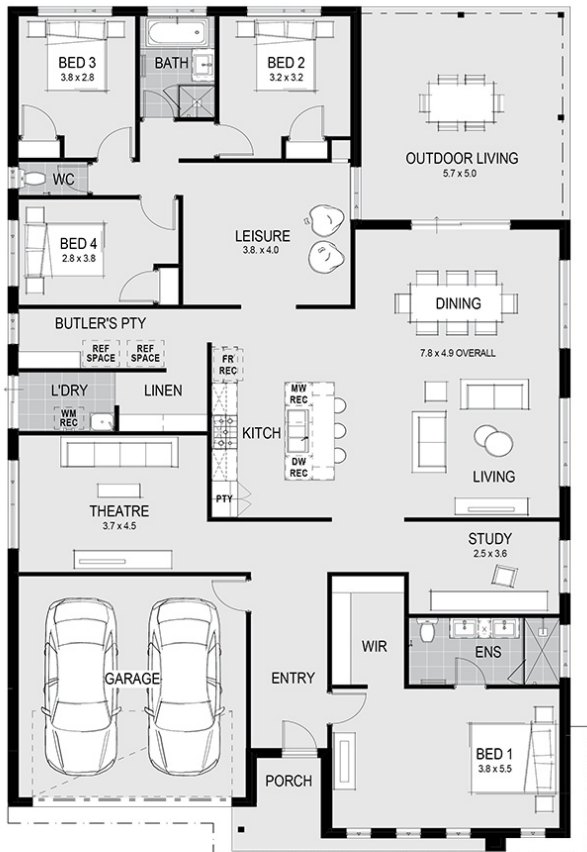 BED 3
3.8 x 2.8
BATH
BED 2
3.2 x 3.2
OUTDOOR LIVING
5.7 x 5.0
WC
BED 4
2.8 x 3.8
LEISURE
3.8. x 4.0
DINING
7.8 x 4.9 OVERALL
BUTLER'S PTY
REF
SPACE
REF
SPACE
FR
REC
L'DRY
LINEN
WM
REC
MW
REC
KITCH
DW
REC
PTY
LIVING
THEATRE
3.7 x 4.5
STUDY
2.5 x 3.6
WIR
ENS
GARAGE
ENTRY
PORCH
BED 1
3.8 x 5.5